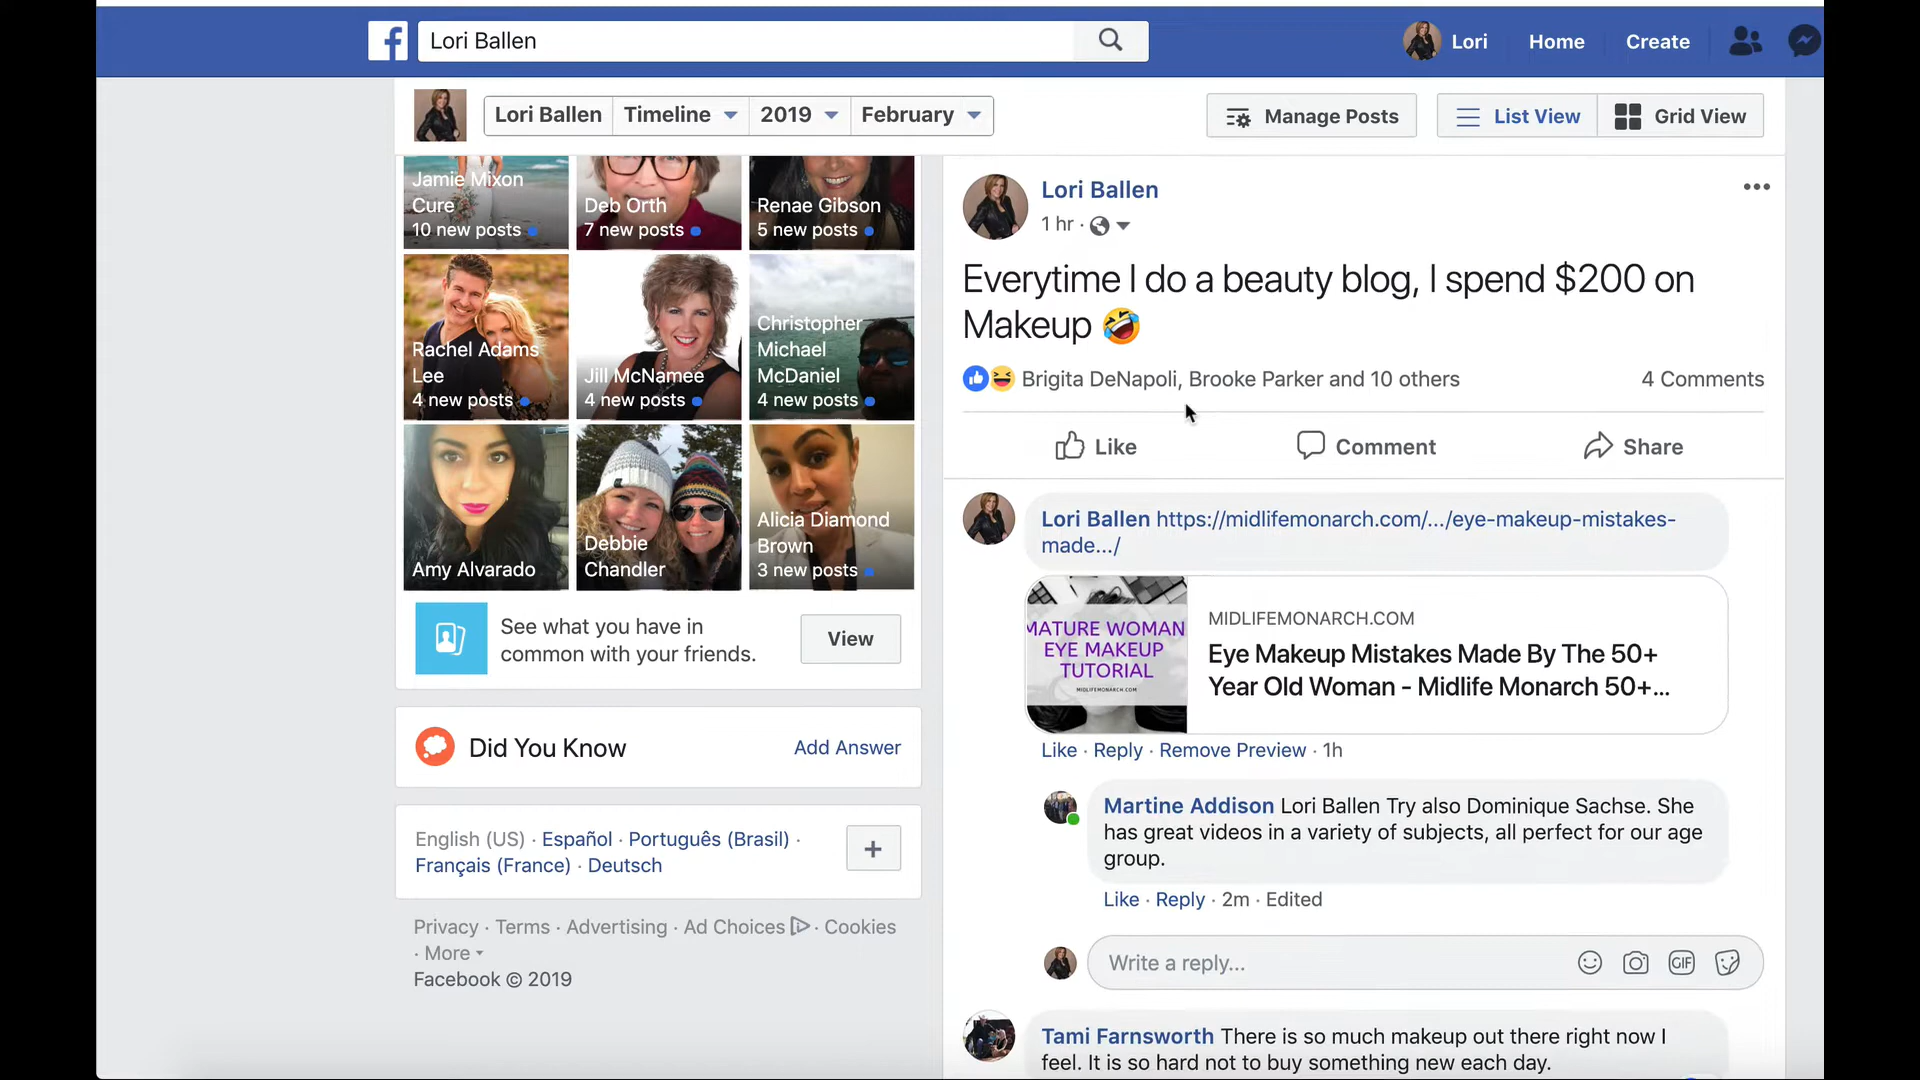 Lori Ballen
Lori
Home
Create
Lori Ballen
Timeline
2019
February
Manage Posts
List View
Grid View
Jamie Mixon
Cure
10 new posts
Deb Orth
7 new posts
Renae Gibson
5 new posts
Rachel Adams
Lee
4 new posts
Jill McNamee
4 new posts
Christopher
Michael
McDaniel
4 new posts
Amy Alvarado
Debbie
Chandler
Alicia Diamond
Brown
3 new posts
See what you have in
common with your friends.
View
Did You Know
Add Answer
English (US) · Español · Português (Brasil) ·
Français (France) · Deutsch
+
Privacy · Terms · Advertising · Ad Choices · Cookies
· More
Facebook © 2019
Lori Ballen
1 hr ·
Everytime I do a beauty blog, I spend $200 on
Makeup 🤣
Brigita DeNapoli, Brooke Parker and 10 others
4 Comments
Like
Comment
Share
Lori Ballen https://midlifemonarch.com/.../eye-makeup-mistakes-
made.../
MATURE WOMAN
EYE MAKEUP
TUTORIAL
MIDLIFEMONARCH.COM
MIDLIFEMONARCH.COM
Eye Makeup Mistakes Made By The 50+
Year Old Woman - Midlife Monarch 50+...
Like · Reply · Remove Preview · 1h
Martine Addison Lori Ballen Try also Dominique Sachse. She
has great videos in a variety of subjects, all perfect for our age
group.
Like · Reply · 2m · Edited
Write a reply...
GIF
Tami Farnsworth There is so much makeup out there right now I
feel. It is so hard not to buy something new each day.